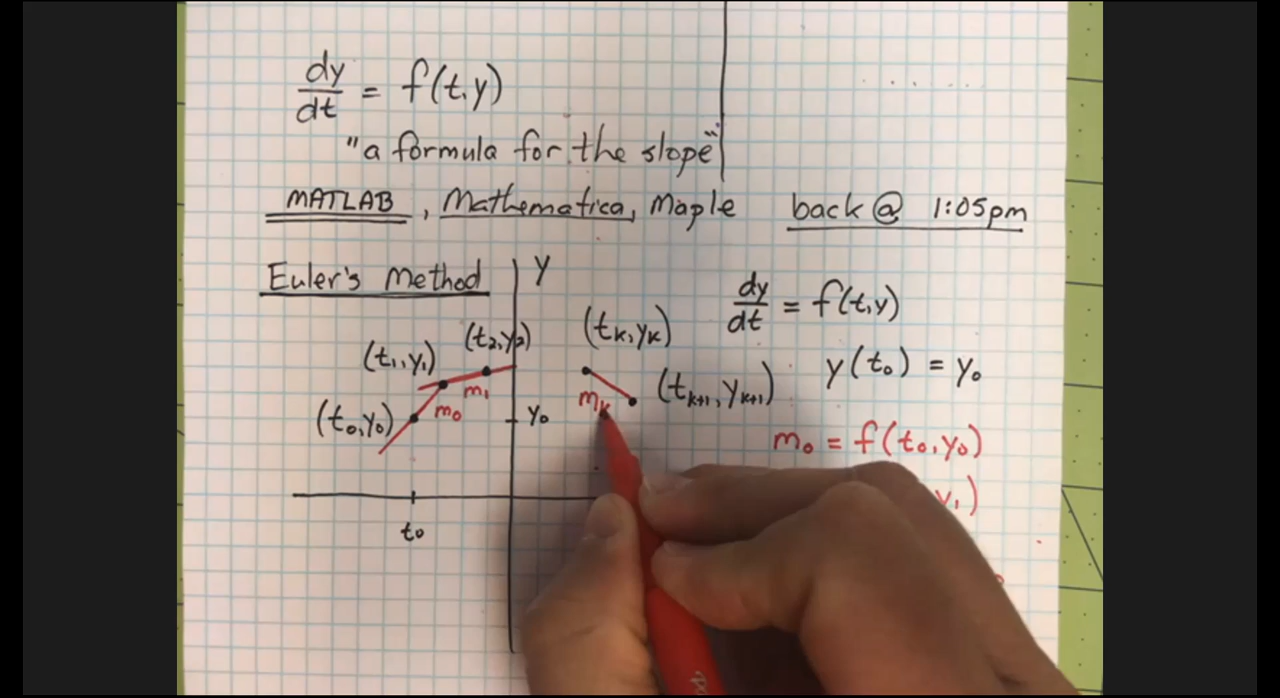 dy/dt = f(t,y)
"a formula for the slope"
MATLAB, Mathematica, Maple back @ 1:05pm
Euler's Method
y
dy/dt = f(t,y)
(t₀,y₀)
(t₁,y₁)
(t₂,y₂)
(tₖ,yₖ)
(tₖ₊₁,yₖ₊₁)
m₀
m₁
mₖ
y₀
t₀
y(t₀) = y₀
m₀ = f(t₀,y₀)
y₁)